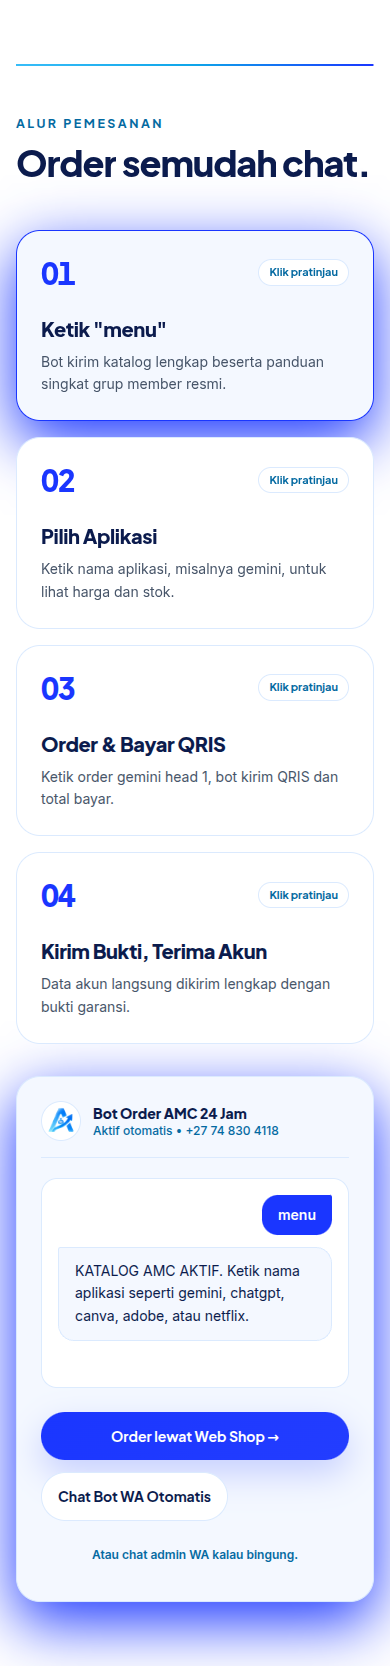 ALUR PEMESANAN
Order semudah chat.
01
Klik pratinjau
Ketik "menu"
Bot kirim katalog lengkap beserta panduan
singkat grup member resmi.
02
Klik pratinjau
Pilih Aplikasi
Ketik nama aplikasi, misalnya gemini, untuk
lihat harga dan stok.
03
Klik pratinjau
Order & Bayar QRIS
Ketik order gemini head 1, bot kirim QRIS dan
total bayar.
04
Klik pratinjau
Kirim Bukti, Terima Akun
Data akun langsung dikirim lengkap dengan
bukti garansi.
Bot Order AMC 24 Jam
Aktif otomatis • +27 74 830 4118
menu
KATALOG AMC AKTIF. Ketik nama
aplikasi seperti gemini, chatgpt,
canva, adobe, atau netflix.
Order lewat Web Shop →
Chat Bot WA Otomatis
Atau chat admin WA kalau bingung.